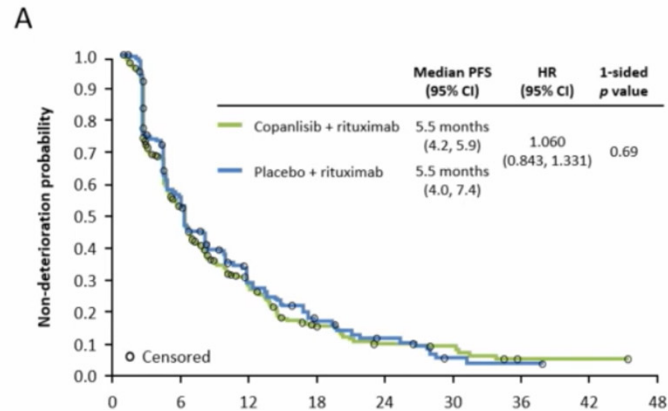 A
Median PFS HR 1-sided
(95% CI) (95% CI) p value
Copanlisib + rituximab 5.5 months
(4.2, 5.9)
1.060 0.69
(0.843, 1.331)
Placebo + rituximab 5.5 months
(4.0, 7.4)
Non-deterioration probability
1.0
0.9
0.8
0.7
0.6
0.5
0.4
0.3
0.2
0.1
0.0
Censored
0 6 12 18 24 30 36 42 48